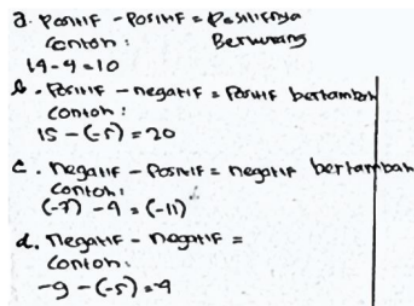 a. Positif - Positif = Positifnya
contoh: Berkurang
14 - 4 = 10
b. Positif - negatif = Positif bertambah
contoh:
15 - (-5) = 20
c. negatif - Positif = negatif bertambah
contoh:
(-7) - 4 = (-11)
d. negatif - negatif =
contoh:
-9 - (-5) = -4